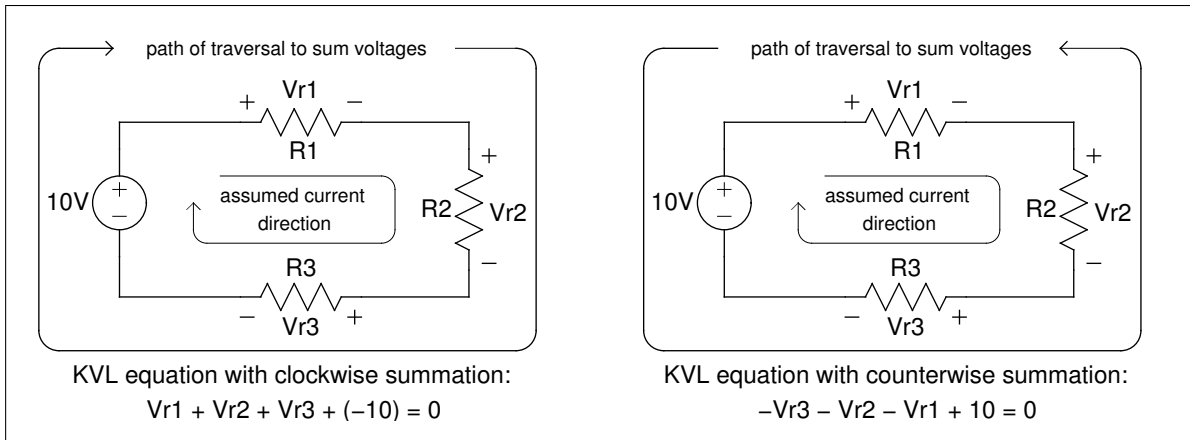 path of traversal to sum voltages
Vr1
+ −
R1
10V
+
−
assumed current
direction
R2
+
Vr2
−
R3
− +
Vr3
KVL equation with clockwise summation:
Vr1 + Vr2 + Vr3 + (−10) = 0
path of traversal to sum voltages
Vr1
+ −
R1
10V
+
−
assumed current
direction
R2
+
Vr2
−
R3
− +
Vr3
KVL equation with counterwise summation:
−Vr3 − Vr2 − Vr1 + 10 = 0